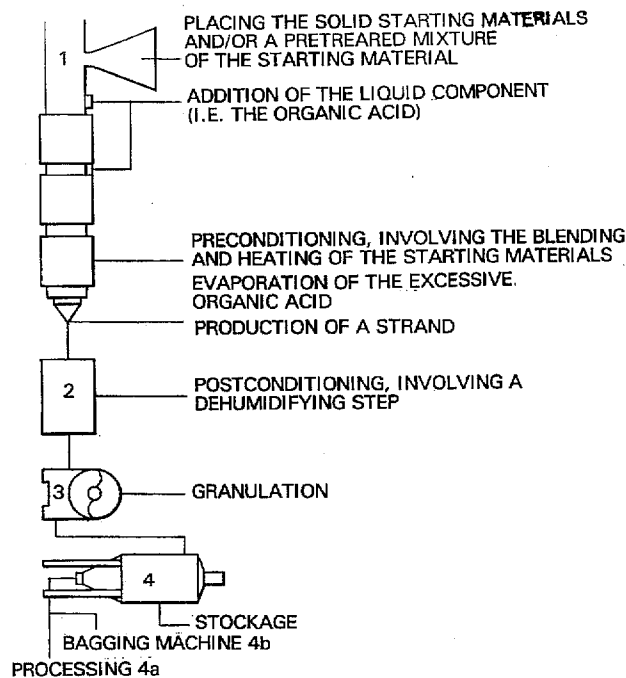 PLACING THE SOLID STARTING MATERIALS
AND/OR A PRETREARED MIXTURE
OF THE STARTING MATERIAL
1
ADDITION OF THE LIQUID COMPONENT
(I.E. THE ORGANIC ACID)
PRECONDITIONING, INVOLVING THE BLENDING
AND HEATING OF THE STARTING MATERIALS
EVAPORATION OF THE EXCESSIVE.
ORGANIC ACID
PRODUCTION OF A STRAND
2
POSTCONDITIONING, INVOLVING A
DEHUMIDIFYING STEP
3
GRANULATION
4
STOCKAGE
BAGGING MACHINE 4b
PROCESSING 4a